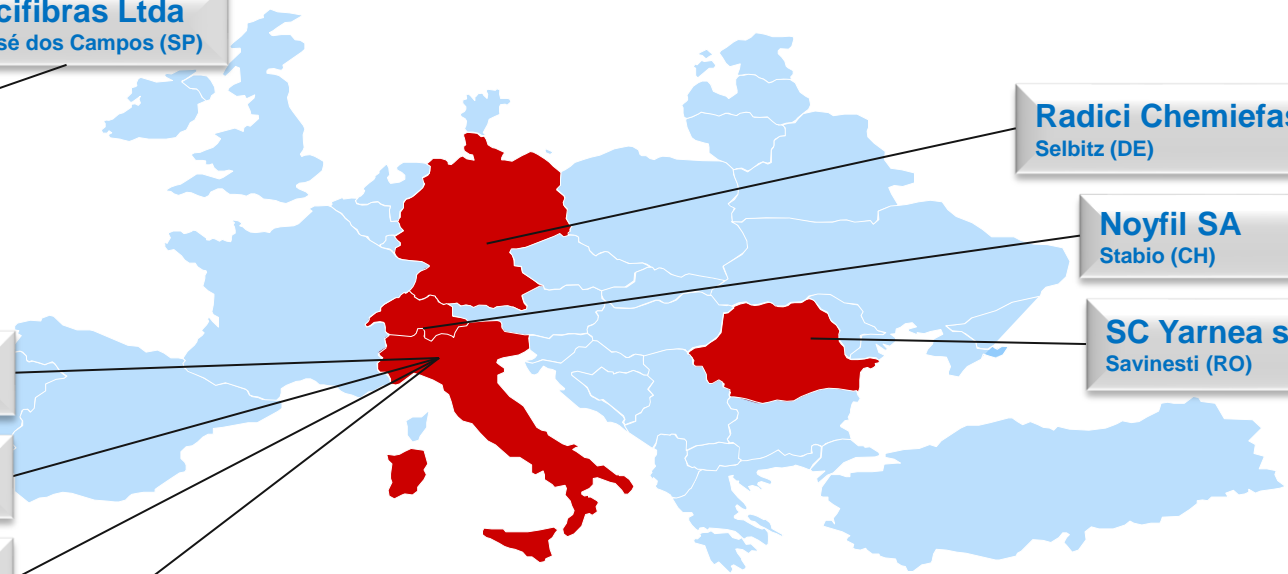 cifibras Ltda
sé dos Campos (SP)
Radici Chemiefas
Selbitz (DE)
Noyfil SA
Stabio (CH)
SC Yarnea s
Savinesti (RO)